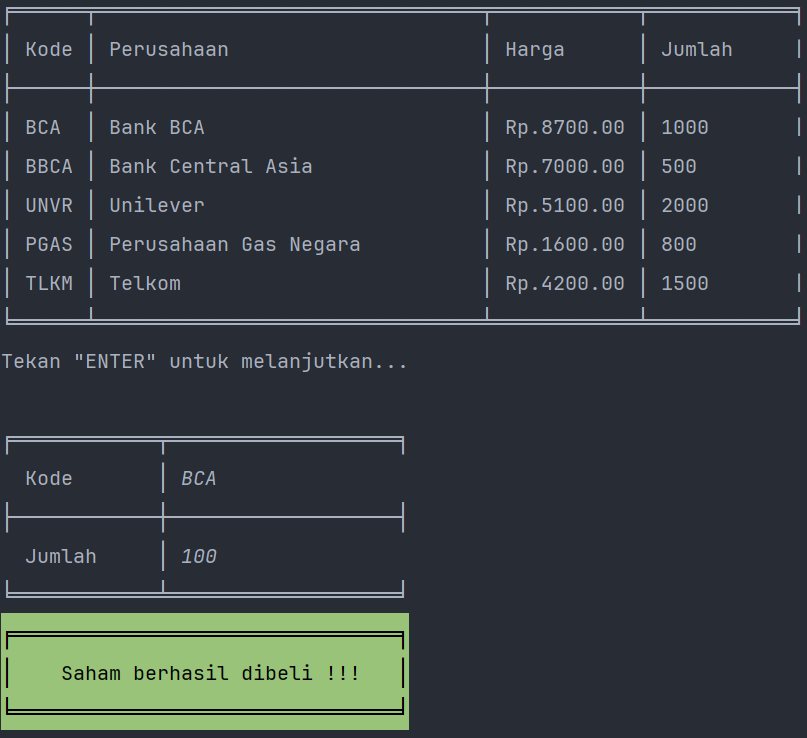 Kode Perusahaan Harga Jumlah
BCA Bank BCA Rp.8700.00 1000
BBCA Bank Central Asia Rp.7000.00 500
UNVR Unilever Rp.5100.00 2000
PGAS Perusahaan Gas Negara Rp.1600.00 800
TLKM Telkom Rp.4200.00 1500
Tekan "ENTER" untuk melanjutkan...
Kode BCA
Jumlah 100
Saham berhasil dibeli !!!